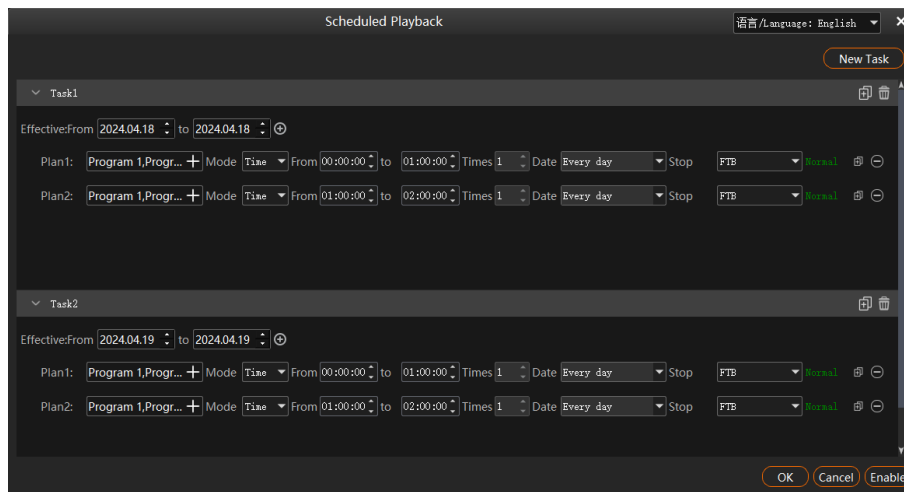 Scheduled Playback 语言/Language: English
New Task
Task1
Effective:From 2024.04.18 to 2024.04.18
Plan1: Program 1,Progr... Mode Time From 00:00:00 to 01:00:00 Times 1 Date Every day Stop FTB Normal
Plan2: Program 1,Progr... Mode Time From 01:00:00 to 02:00:00 Times 1 Date Every day Stop FTB Normal
Task2
Effective:From 2024.04.19 to 2024.04.19
Plan1: Program 1,Progr... Mode Time From 00:00:00 to 01:00:00 Times 1 Date Every day Stop FTB Normal
Plan2: Program 1,Progr... Mode Time From 01:00:00 to 02:00:00 Times 1 Date Every day Stop FTB Normal
OK Cancel Enable